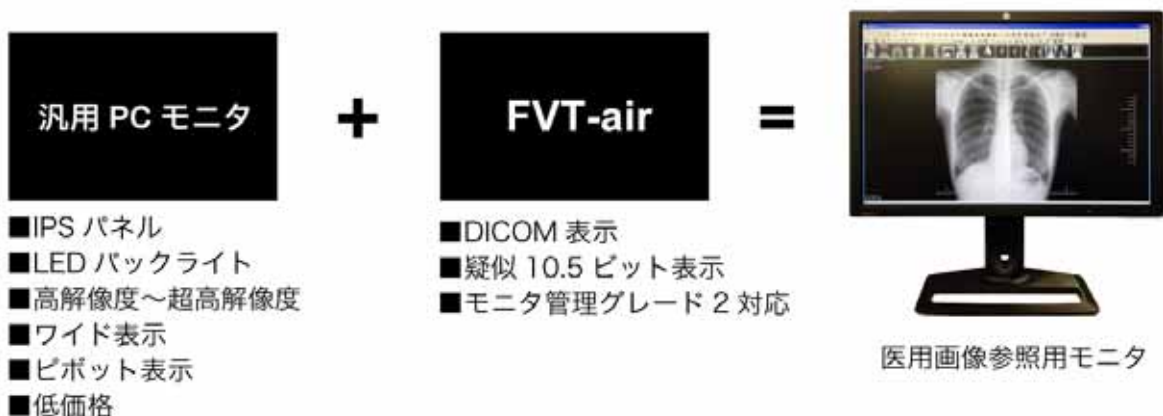 汎用 PC モニタ
+
FVT-air
=
■IPS パネル
■LED バックライト
■高解像度～超高解像度
■ワイド表示
■ピボット表示
■低価格
■DICOM 表示
■疑似 10.5 ビット表示
■モニタ管理グレード 2 対応
医用画像参照用モニタ